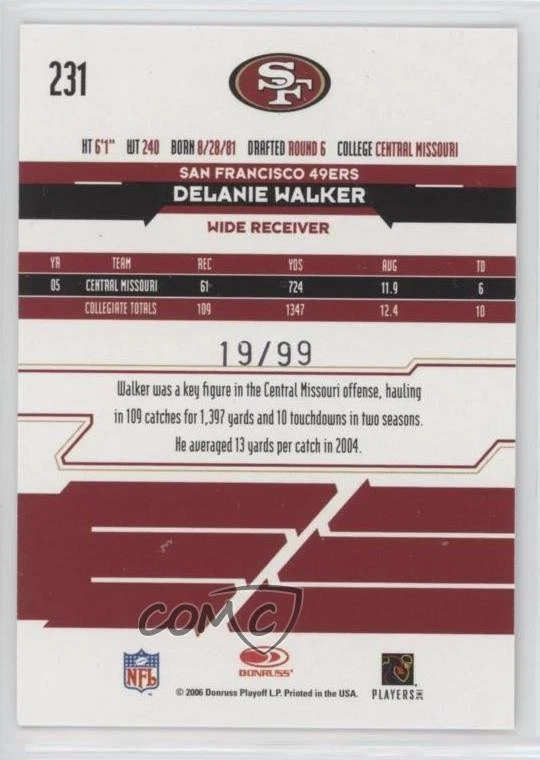 231
SF
HT 6'1" WT 240 BORN 8/28/81 DRAFTED ROUND 6 COLLEGE CENTRAL MISSOURI
SAN FRANCISCO 49ERS
DELANIE WALKER
WIDE RECEIVER
YR TEAM REC YDS AVG TD
05 CENTRAL MISSOURI 61 724 11.9 6
COLLEGIATE TOTALS 109 1347 12.4 10
19/99
Walker was a key figure in the Central Missouri offense, hauling
in 109 catches for 1,397 yards and 10 touchdowns in two seasons.
He averaged 13 yards per catch in 2004.
COMC
NFL
DONRUSS
PLAYERS INC
© 2006 Donruss Playoff L.P. Printed in the USA.